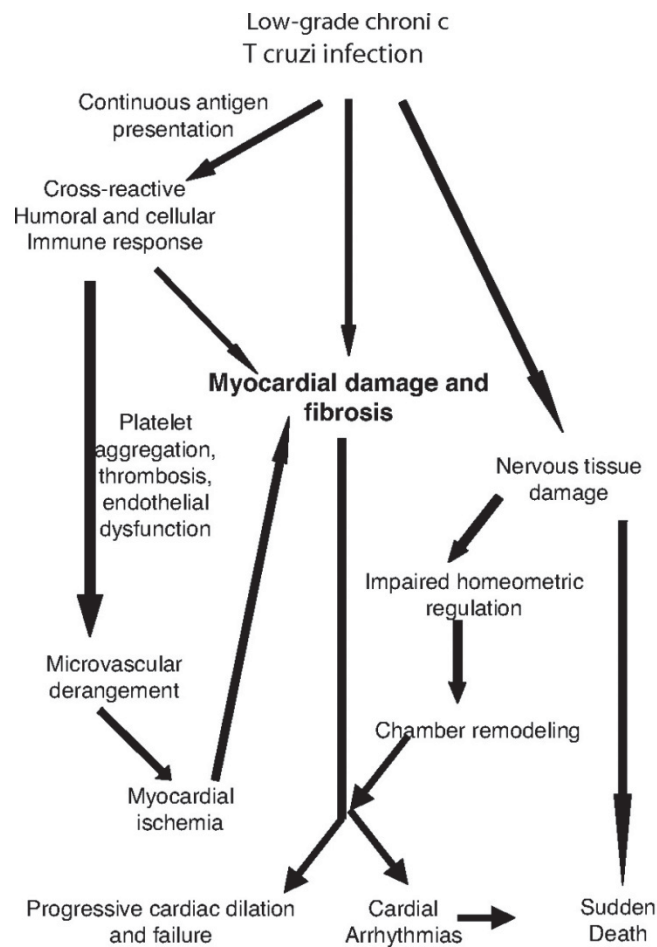 Low-grade chroni c
T cruzi infection
Continuous antigen
presentation
Cross-reactive
Humoral and cellular
Immune response
Myocardial damage and
fibrosis
Platelet
aggregation,
thrombosis,
endothelial
dysfunction
Nervous tissue
damage
Impaired homeometric
regulation
Microvascular
derangement
Chamber remodeling
Myocardial
ischemia
Progressive cardiac dilation
and failure
Cardial
Arrhythmias
Sudden
Death